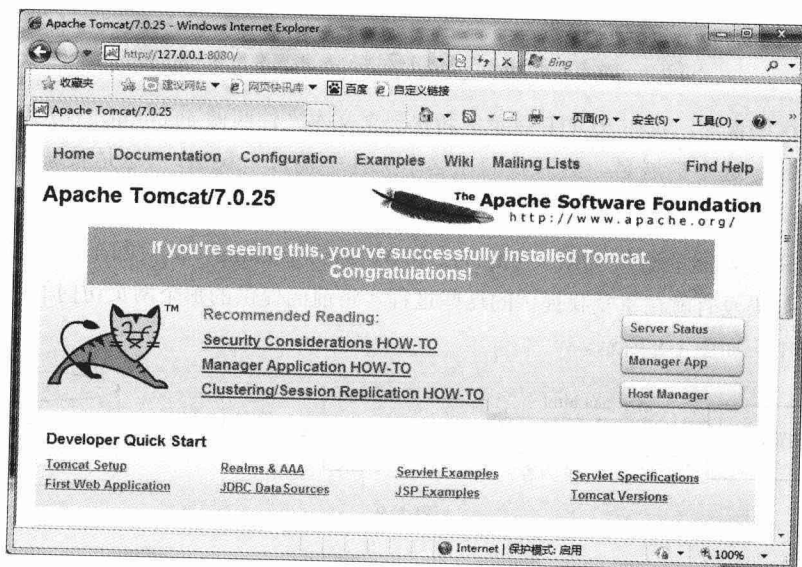 Apache Tomcat/7.0.25 - Windows Internet Explorer
http://127.0.0.1:8080/
Bing
收藏夹 建议网站 网页快讯库 百度 自定义链接
Apache Tomcat/7.0.25
页面(P) 安全(S) 工具(O)
Home Documentation Configuration Examples Wiki Mailing Lists Find Help
Apache Tomcat/7.0.25
The Apache Software Foundation
http://www.apache.org/
If you're seeing this, you've successfully installed Tomcat.
Congratulations!
TM
Recommended Reading:
Security Considerations HOW-TO
Manager Application HOW-TO
Clustering/Session Replication HOW-TO
Server Status
Manager App
Host Manager
Developer Quick Start
Tomcat Setup
Realms & AAA
Servlet Examples
Servlet Specifications
First Web Application
JDBC DataSources
JSP Examples
Tomcat Versions
Internet | 保护模式: 启用
100%